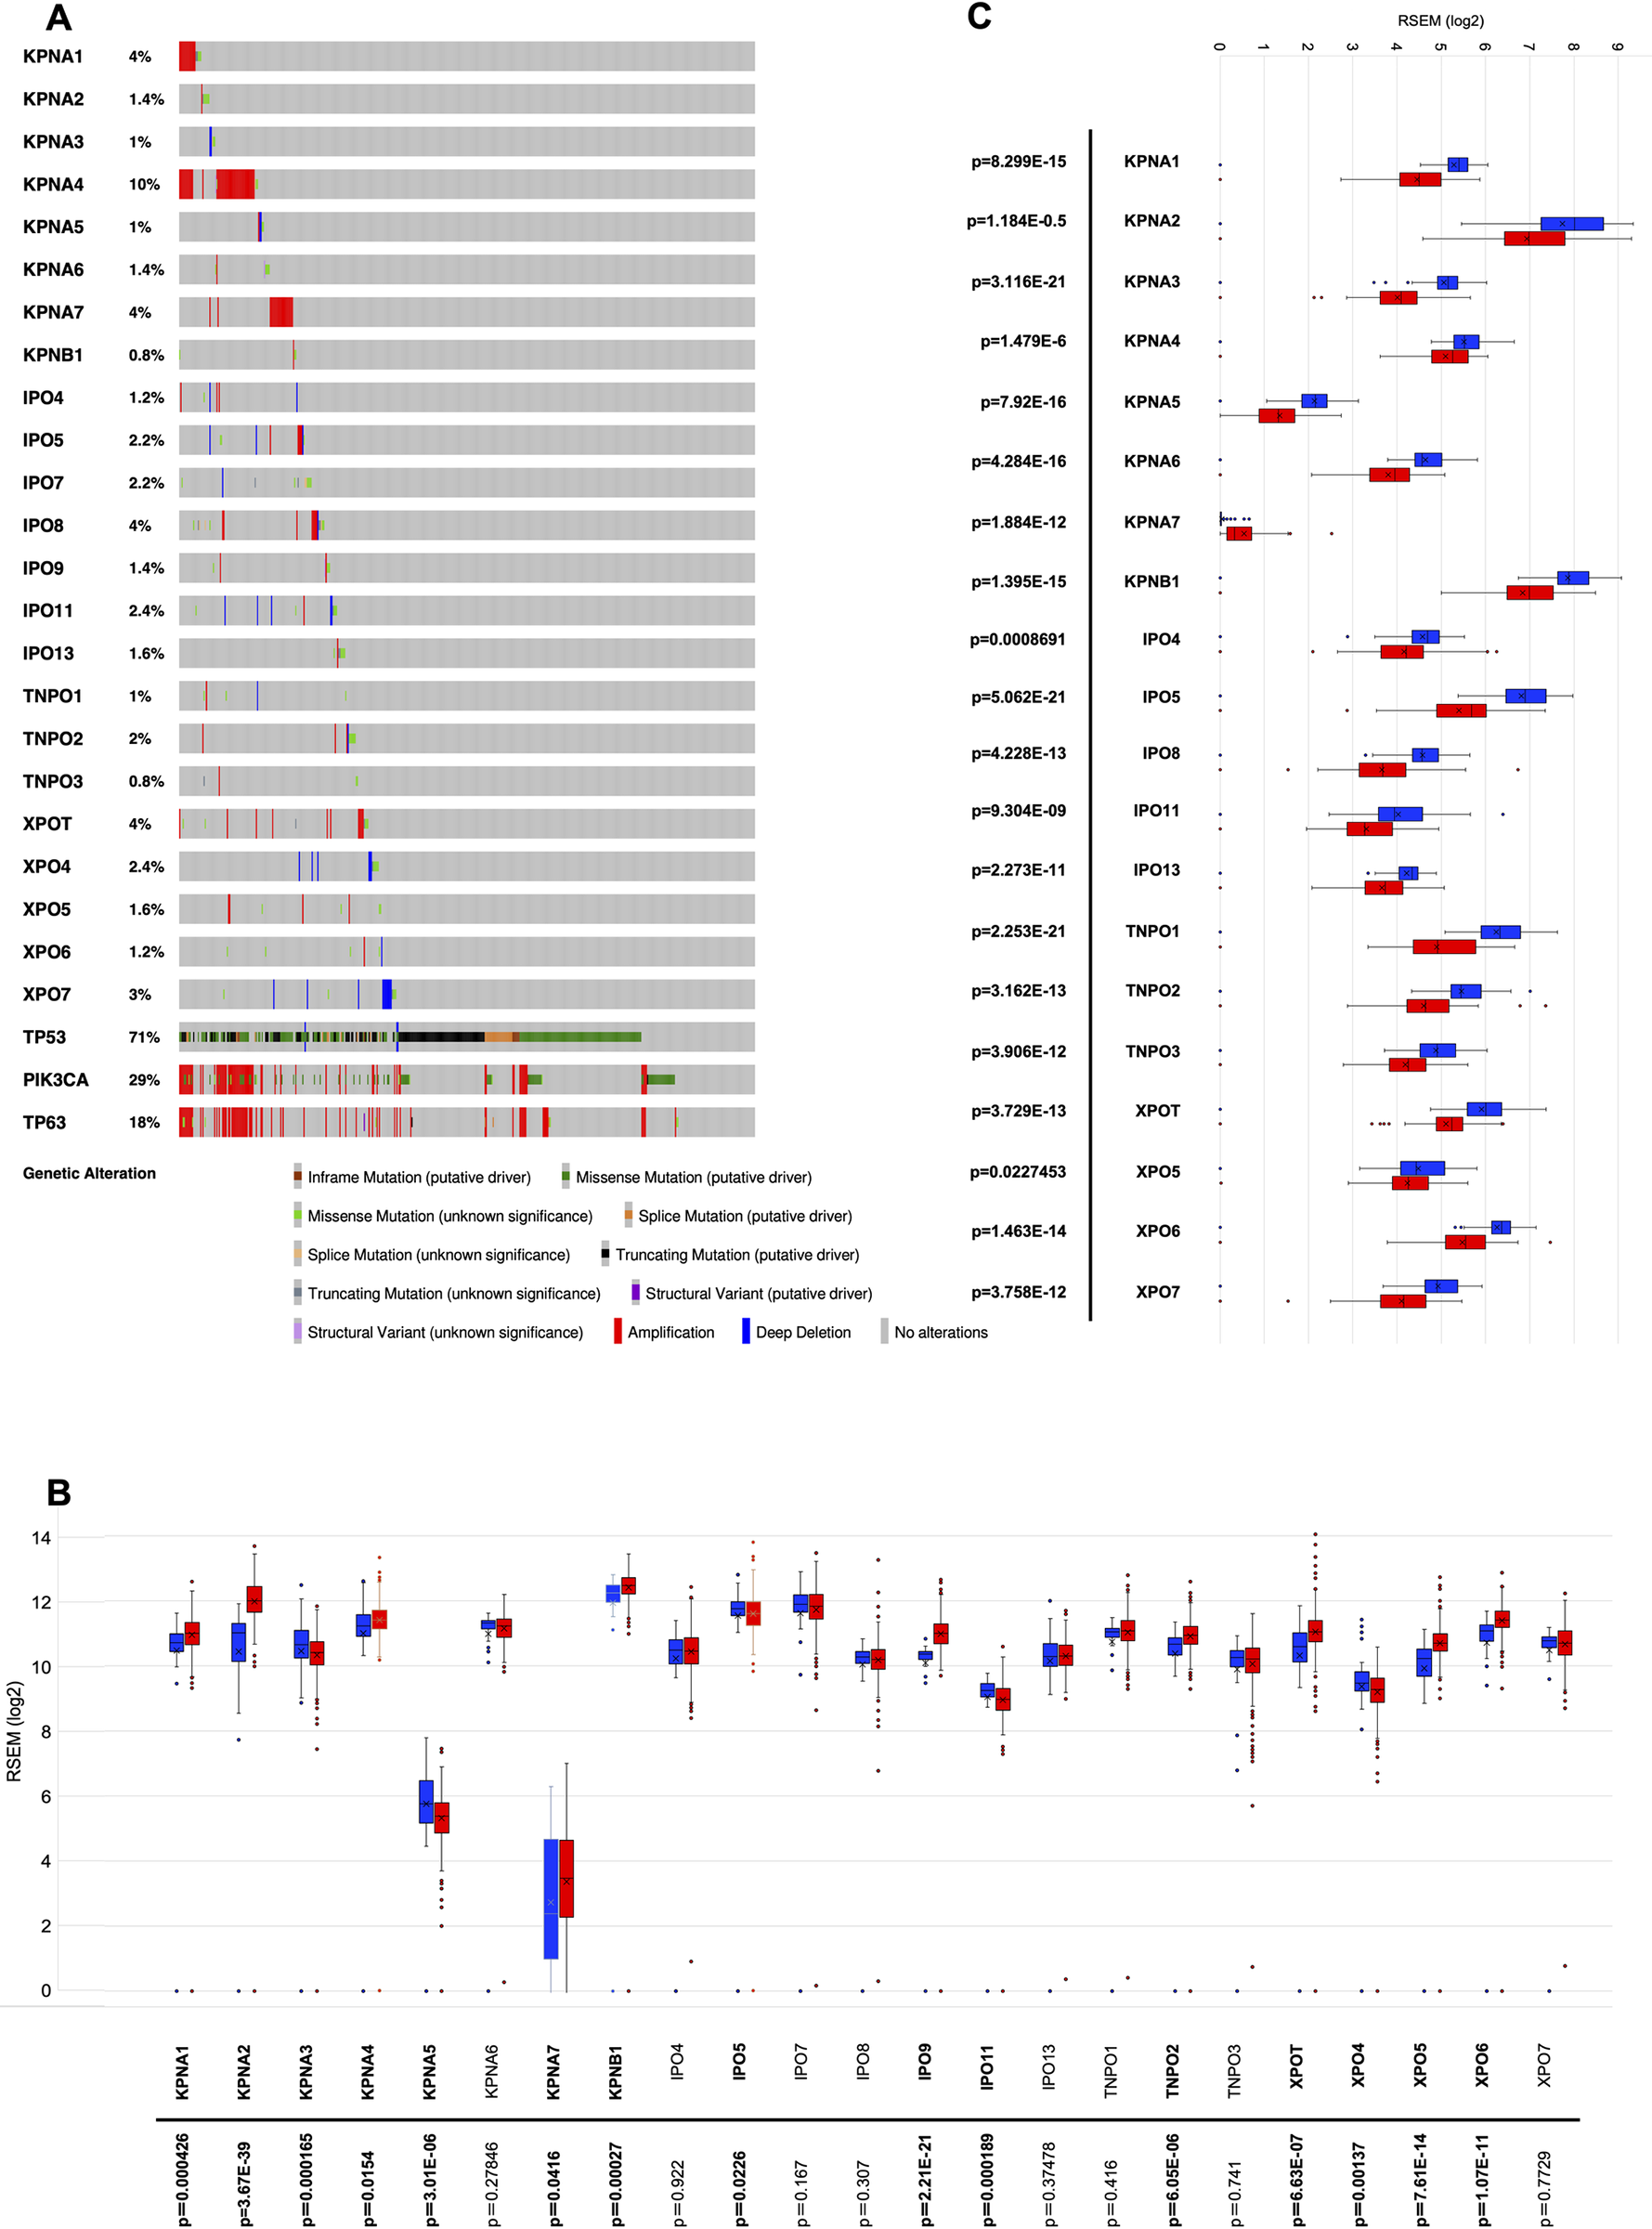 A
KPNA1 4%
KPNA2 1.4%
KPNA3 1%
KPNA4 10%
KPNA5 1%
KPNA6 1.4%
KPNA7 4%
KPNB1 0.8%
IPO4 1.2%
IPO5 2.2%
IPO7 2.2%
IPO8 4%
IPO9 1.4%
IPO11 2.4%
IPO13 1.6%
TNPO1 1%
TNPO2 2%
TNPO3 0.8%
XPOT 4%
XPO4 2.4%
XPO5 1.6%
XPO6 1.2%
XPO7 3%
TP53 71%
PIK3CA 29%
TP63 18%
Genetic Alteration
Inframe Mutation (putative driver) Missense Mutation (putative driver)
Missense Mutation (unknown significance) Splice Mutation (putative driver)
Splice Mutation (unknown significance) Truncating Mutation (putative driver)
Truncating Mutation (unknown significance) Structural Variant (putative driver)
Structural Variant (unknown significance) Amplification Deep Deletion No alterations
C
RSEM (log2)
0 1 2 3 4 5 6 7 8 9
p=8.299E-15 KPNA1
p=1.184E-0.5 KPNA2
p=3.116E-21 KPNA3
p=1.479E-6 KPNA4
p=7.92E-16 KPNA5
p=4.284E-16 KPNA6
p=1.884E-12 KPNA7
p=1.395E-15 KPNB1
p=0.0008691 IPO4
p=5.062E-21 IPO5
p=4.228E-13 IPO8
p=9.304E-09 IPO11
p=2.273E-11 IPO13
p=2.253E-21 TNPO1
p=3.162E-13 TNPO2
p=3.906E-12 TNPO3
p=3.729E-13 XPOT
p=0.0227453 XPO5
p=1.463E-14 XPO6
p=3.758E-12 XPO7
B
RSEM (log2)
14
12
10
8
6
4
2
0
KPNA1 KPNA2 KPNA3 KPNA4 KPNA5 KPNA6 KPNA7 KPNB1 IPO4 IPO5 IPO7 IPO8 IPO9 IPO11 IPO13 TNPO1 TNPO2 TNPO3 XPOT XPO4 XPO5 XPO6 XPO7
p=0.000426 p=3.67E-39 p=0.000165 p=0.0154 p=3.01E-06 p=0.27846 p=0.0416 p=0.00027 p=0.922 p=0.0226 p=0.167 p=0.307 p=2.21E-21 p=0.000189 p=0.37478 p=0.416 p=6.05E-06 p=0.741 p=6.63E-07 p=0.00137 p=7.61E-14 p=1.07E-11 p=0.7729